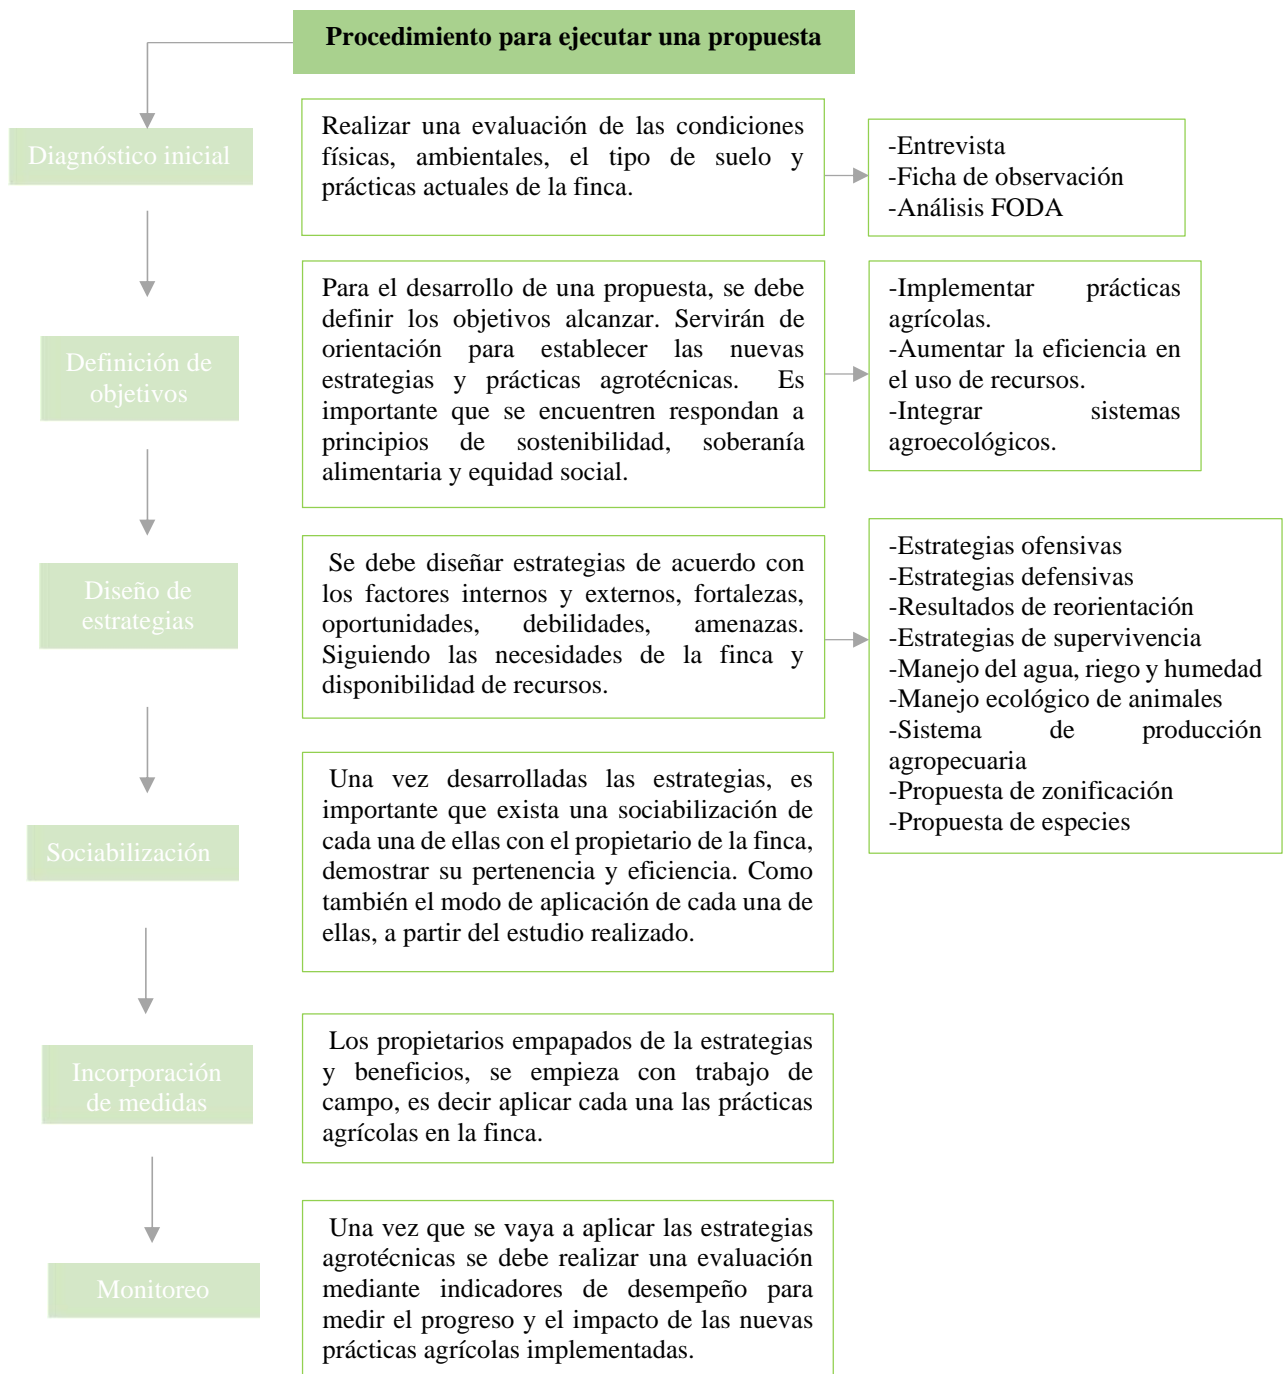 Procedimiento para ejecutar una propuesta
Diagnóstico inicial
Realizar una evaluación de las condiciones
físicas, ambientales, el tipo de suelo y
prácticas actuales de la finca.
-Entrevista
-Ficha de observación
-Análisis FODA
Definición de
objetivos
Para el desarrollo de una propuesta, se debe
definir los objetivos alcanzar. Servirán de
orientación para establecer las nuevas
estrategias y prácticas agrotécnicas. Es
importante que se encuentren respondan a
principios de sostenibilidad, soberanía
alimentaria y equidad social.
-Implementar prácticas
agrícolas.
-Aumentar la eficiencia en
el uso de recursos.
-Integrar sistemas
agroecológicos.
Diseño de
estrategias
Se debe diseñar estrategias de acuerdo con
los factores internos y externos, fortalezas,
oportunidades, debilidades, amenazas.
Siguiendo las necesidades de la finca y
disponibilidad de recursos.
-Estrategias ofensivas
-Estrategias defensivas
-Resultados de reorientación
-Estrategias de supervivencia
-Manejo del agua, riego y humedad
-Manejo ecológico de animales
-Sistema de producción
agropecuaria
-Propuesta de zonificación
-Propuesta de especies
Sociabilización
Una vez desarrolladas las estrategias, es
importante que exista una sociabilización de
cada una de ellas con el propietario de la finca,
demostrar su pertenencia y eficiencia. Como
también el modo de aplicación de cada una de
ellas, a partir del estudio realizado.
Incorporación
de medidas
Los propietarios empapados de la estrategias
y beneficios, se empieza con trabajo de
campo, es decir aplicar cada una las prácticas
agrícolas en la finca.
Monitoreo
Una vez que se vaya a aplicar las estrategias
agrotécnicas se debe realizar una evaluación
mediante indicadores de desempeño para
medir el progreso y el impacto de las nuevas
prácticas agrícolas implementadas.